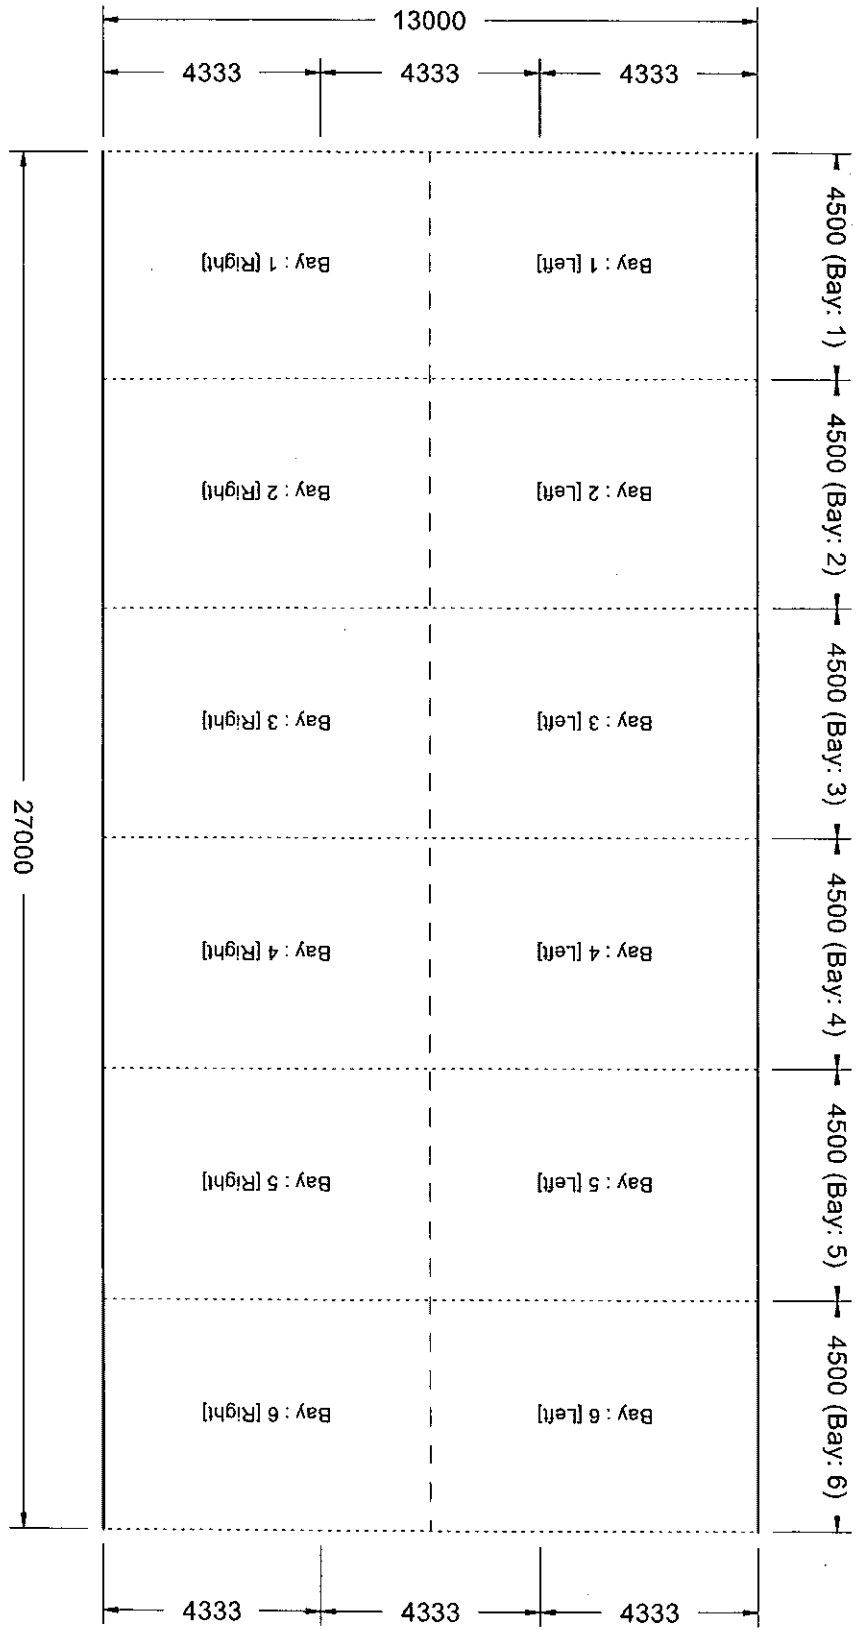 13000
4333 4333 4333
Bay : 1 [Right] Bay : 1 [Left] 4500 (Bay: 1)
Bay : 2 [Right] Bay : 2 [Left] 4500 (Bay: 2)
Bay : 3 [Right] Bay : 3 [Left] 4500 (Bay: 3)
27000
Bay : 4 [Right] Bay : 4 [Left] 4500 (Bay: 4)
Bay : 5 [Right] Bay : 5 [Left] 4500 (Bay: 5)
Bay : 6 [Right] Bay : 6 [Left] 4500 (Bay: 6)
4333 4333 4333